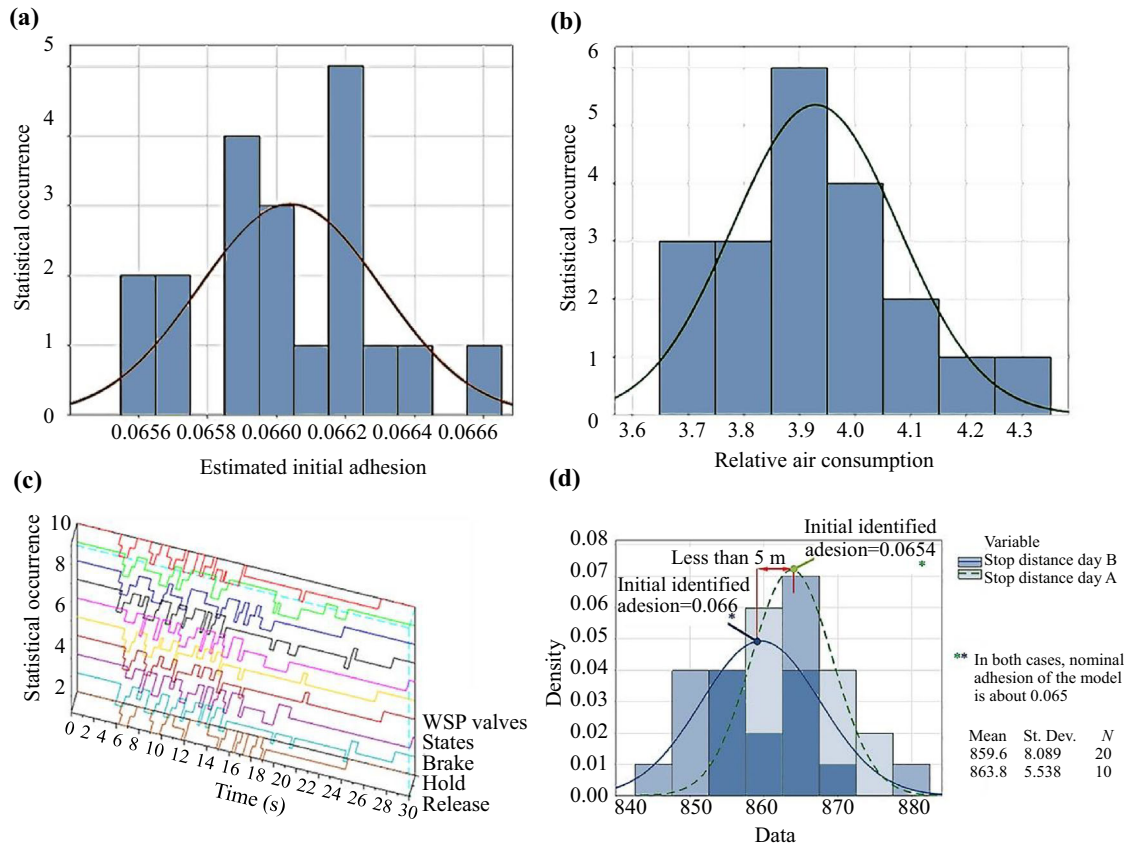 (a)
5
4
3
2
1
0
Statistical occurrence
0.0656 0.0658 0.0660 0.0662 0.0664 0.0666
Estimated initial adhesion
(b)
6
5
4
3
2
1
0
Statistical occurrence
3.6 3.7 3.8 3.9 4.0 4.1 4.2 4.3
Relative air consumption
(c)
10
8
6
4
2
Statistical occurrence
0 2 4 6 8 10 12 14 16 18 20 22 24 26 28 30
Time (s)
WSP valves
States
Brake
Hold
Release
(d)
0.08
0.07
0.06
0.05
0.04
0.03
0.02
0.01
0.00
Density
840 850 860 870 880
Data
Initial identified
adesion=0.0654
*
Less than 5 m
Initial identified
adesion=0.066
*
Variable
Stop distance day B
Stop distance day A
** In both cases, nominal
adhesion of the model
is about 0.065
Mean St. Dev. N
859.6 8.089 20
863.8 5.538 10